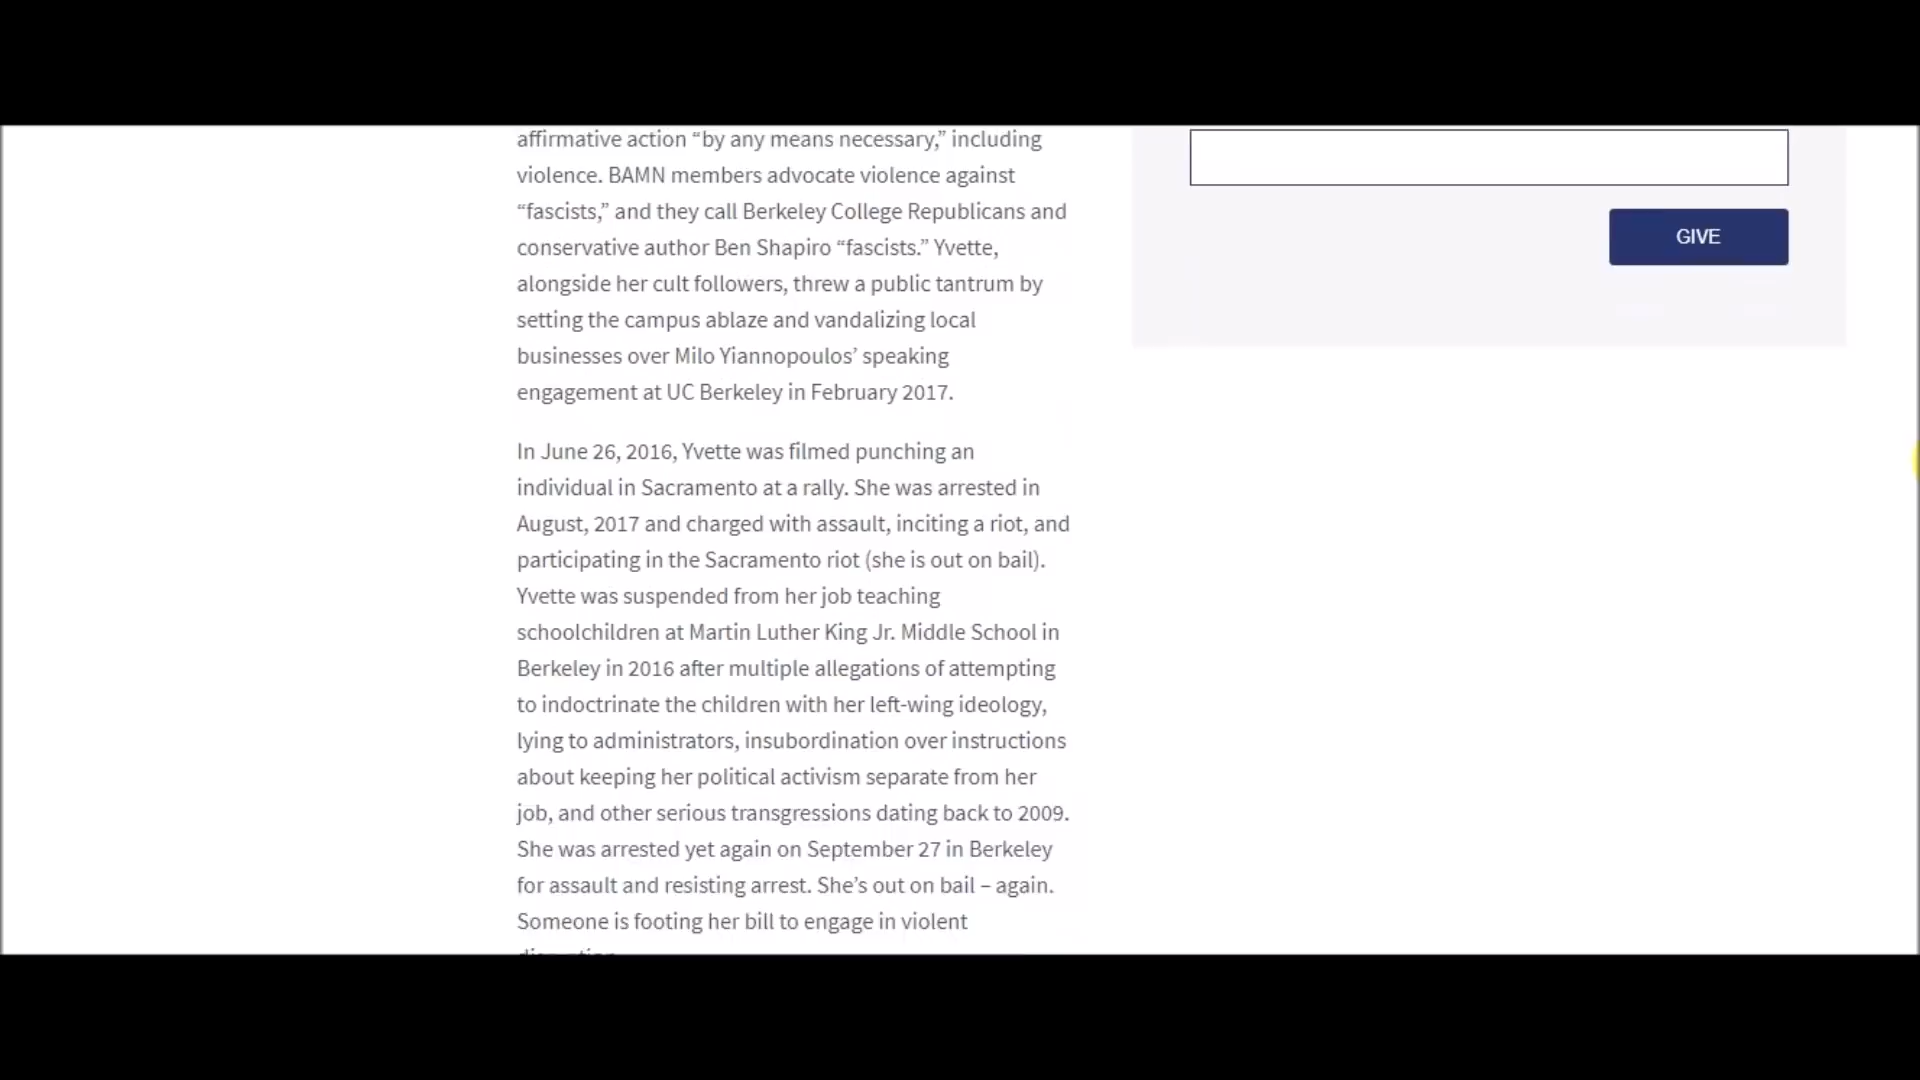 affirmative action “by any means necessary,” including
violence. BAMN members advocate violence against
“fascists,” and they call Berkeley College Republicans and
conservative author Ben Shapiro “fascists.” Yvette,
alongside her cult followers, threw a public tantrum by
setting the campus ablaze and vandalizing local
businesses over Milo Yiannopoulos’ speaking
engagement at UC Berkeley in February 2017.
In June 26, 2016, Yvette was filmed punching an
individual in Sacramento at a rally. She was arrested in
August, 2017 and charged with assault, inciting a riot, and
participating in the Sacramento riot (she is out on bail).
Yvette was suspended from her job teaching
schoolchildren at Martin Luther King Jr. Middle School in
Berkeley in 2016 after multiple allegations of attempting
to indoctrinate the children with her left-wing ideology,
lying to administrators, insubordination over instructions
about keeping her political activism separate from her
job, and other serious transgressions dating back to 2009.
She was arrested yet again on September 27 in Berkeley
for assault and resisting arrest. She’s out on bail – again.
Someone is footing her bill to engage in violent
GIVE